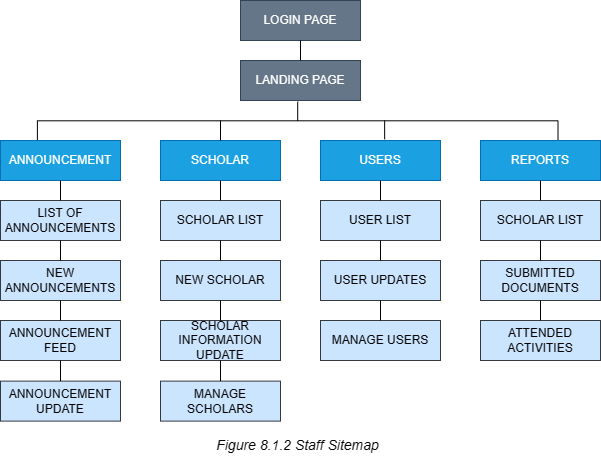 LOGIN PAGE
LANDING PAGE
ANNOUNCEMENT
SCHOLAR
USERS
REPORTS
LIST OF
ANNOUNCEMENTS
SCHOLAR LIST
USER LIST
SCHOLAR LIST
NEW
ANNOUNCEMENTS
NEW SCHOLAR
USER UPDATES
SUBMITTED
DOCUMENTS
ANNOUNCEMENT
FEED
SCHOLAR
INFORMATION
UPDATE
MANAGE USERS
ATTENDED
ACTIVITIES
ANNOUNCEMENT
UPDATE
MANAGE
SCHOLARS
Figure 8.1.2 Staff Sitemap